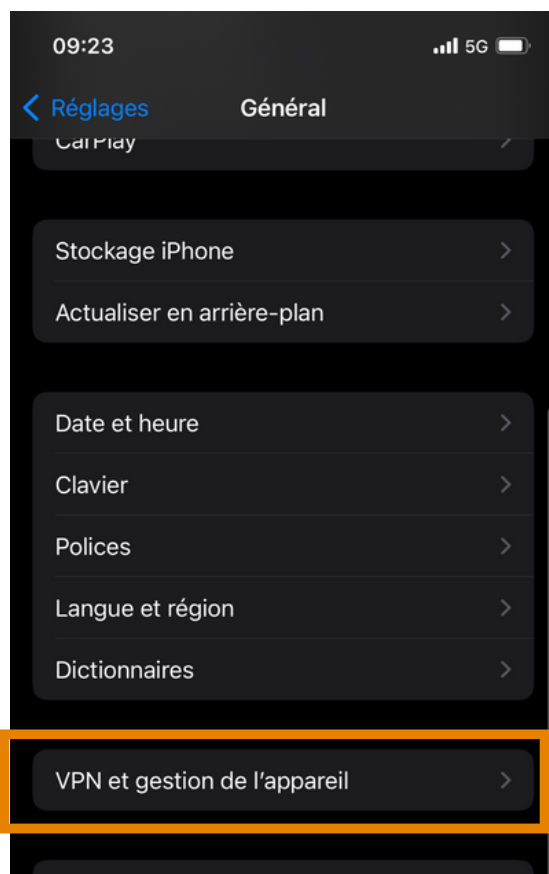 09:23
5G
Réglages
Général
CarPlay
Stockage iPhone
Actualiser en arrière-plan
Date et heure
Clavier
Polices
Langue et région
Dictionnaires
VPN et gestion de l’appareil